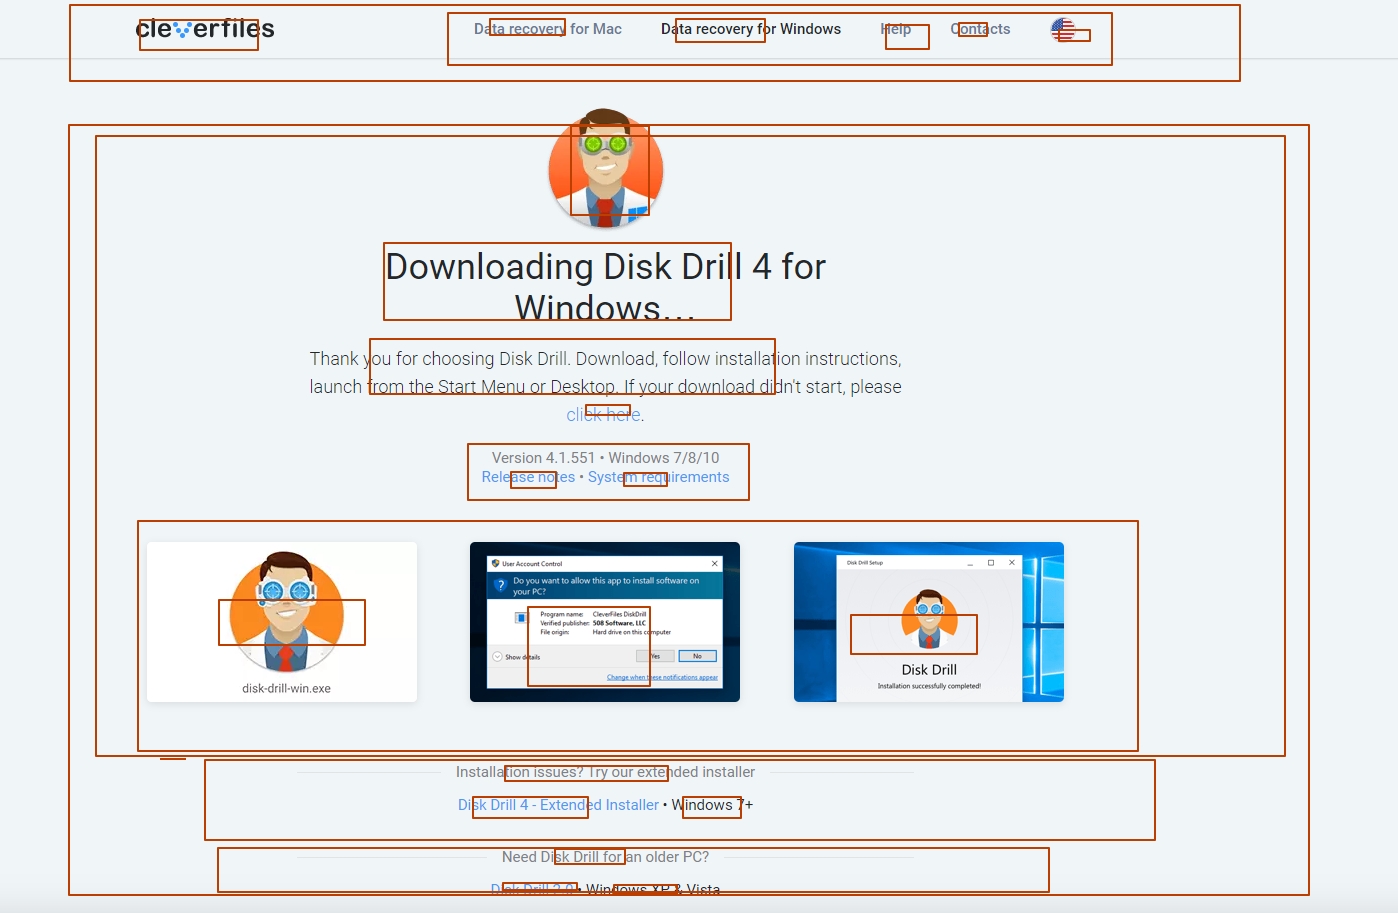 cleverfiles
Data recovery for Mac Data recovery for Windows Help Contacts
Downloading Disk Drill 4 for
Windows...
Thank you for choosing Disk Drill. Download, follow installation instructions,
launch from the Start Menu or Desktop. If your download didn't start, please
click here.
Version 4.1.551 • Windows 7/8/10
Release notes • System requirements
disk-drill-win.exe
User Account Control
Do you want to allow this app to install software on
your PC?
Program name: CleverFiles DiskDrill
Verified publisher: 508 Software, LLC
File origin: Hard drive on this computer
Show details
Yes No
Change when these notifications appear
Disk Drill Setup
Disk Drill
Installation successfully completed!
Installation issues? Try our extended installer
Disk Drill 4 - Extended Installer • Windows 7+
Need Disk Drill for an older PC?
Disk Drill 2.0 • Windows XP & Vista